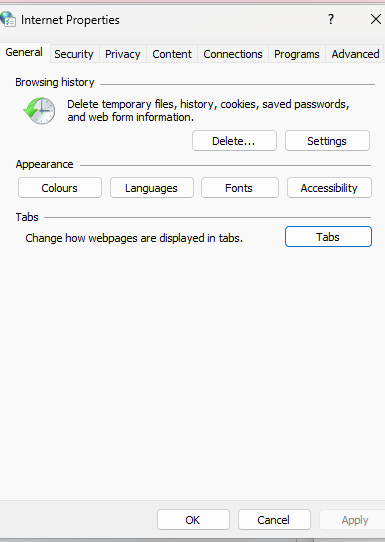 Internet Properties ? ×
General Security Privacy Content Connections Programs Advanced
Browsing history
Delete temporary files, history, cookies, saved passwords,
and web form information.
Delete... Settings
Appearance
Colours Languages Fonts Accessibility
Tabs
Change how webpages are displayed in tabs. Tabs
OK Cancel Apply